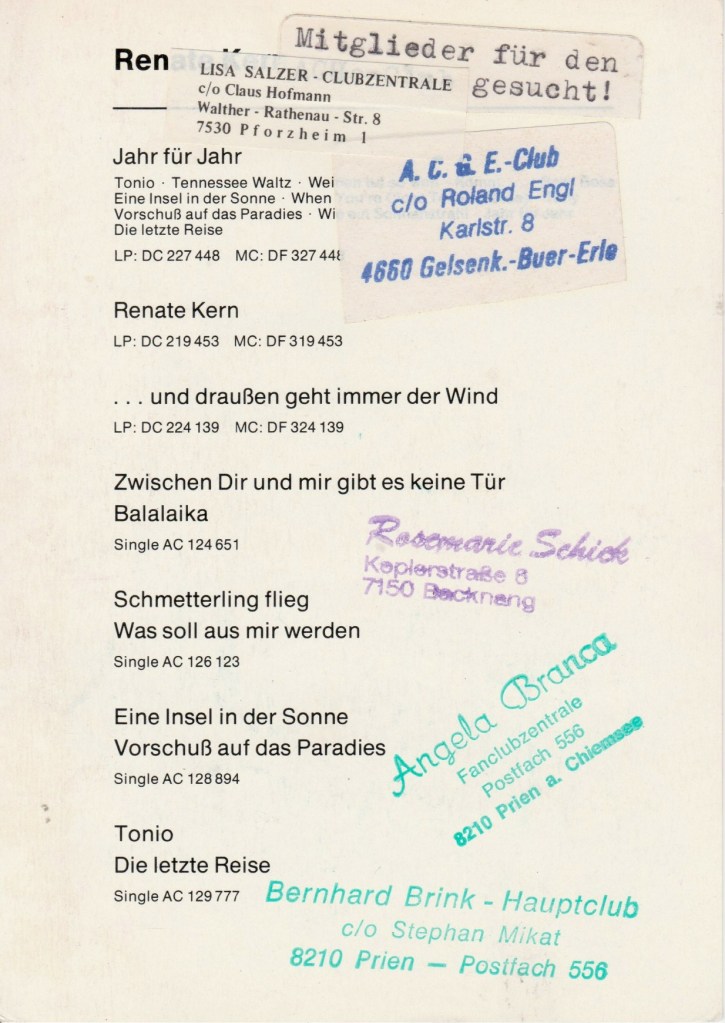 Renate Kern
Mitglieder für den
gesucht!
LISA SALZER - CLUBZENTRALE
c/o Claus Hofmann
Walther - Rathenau - Str. 8
7530 Pforzheim 1
Jahr für Jahr
Tonio · Tennessee Waltz · Wei
Eine Insel in der Sonne · When
Vorschuß auf das Paradies · Wi
Die letzte Reise
LP: DC 227 448 MC: DF 327 448
A. C. & E.-Club
c/o Roland Engl
Karlstr. 8
4660 Gelsenk.-Buer-Erle
Renate Kern
LP: DC 219 453 MC: DF 319 453
. . . und draußen geht immer der Wind
LP: DC 224 139 MC: DF 324 139
Zwischen Dir und mir gibt es keine Tür
Balalaika
Single AC 124 651
Rosemarie Schick
Keplerstraße 8
7150 Backnang
Schmetterling flieg
Was soll aus mir werden
Single AC 126 123
Eine Insel in der Sonne
Vorschuß auf das Paradies
Single AC 128 894
Angela Branca
Fanclubzentrale
Postfach 556
8210 Prien a. Chiemsee
Tonio
Die letzte Reise
Single AC 129 777
Bernhard Brink - Hauptclub
c/o Stephan Mikat
8210 Prien — Postfach 556